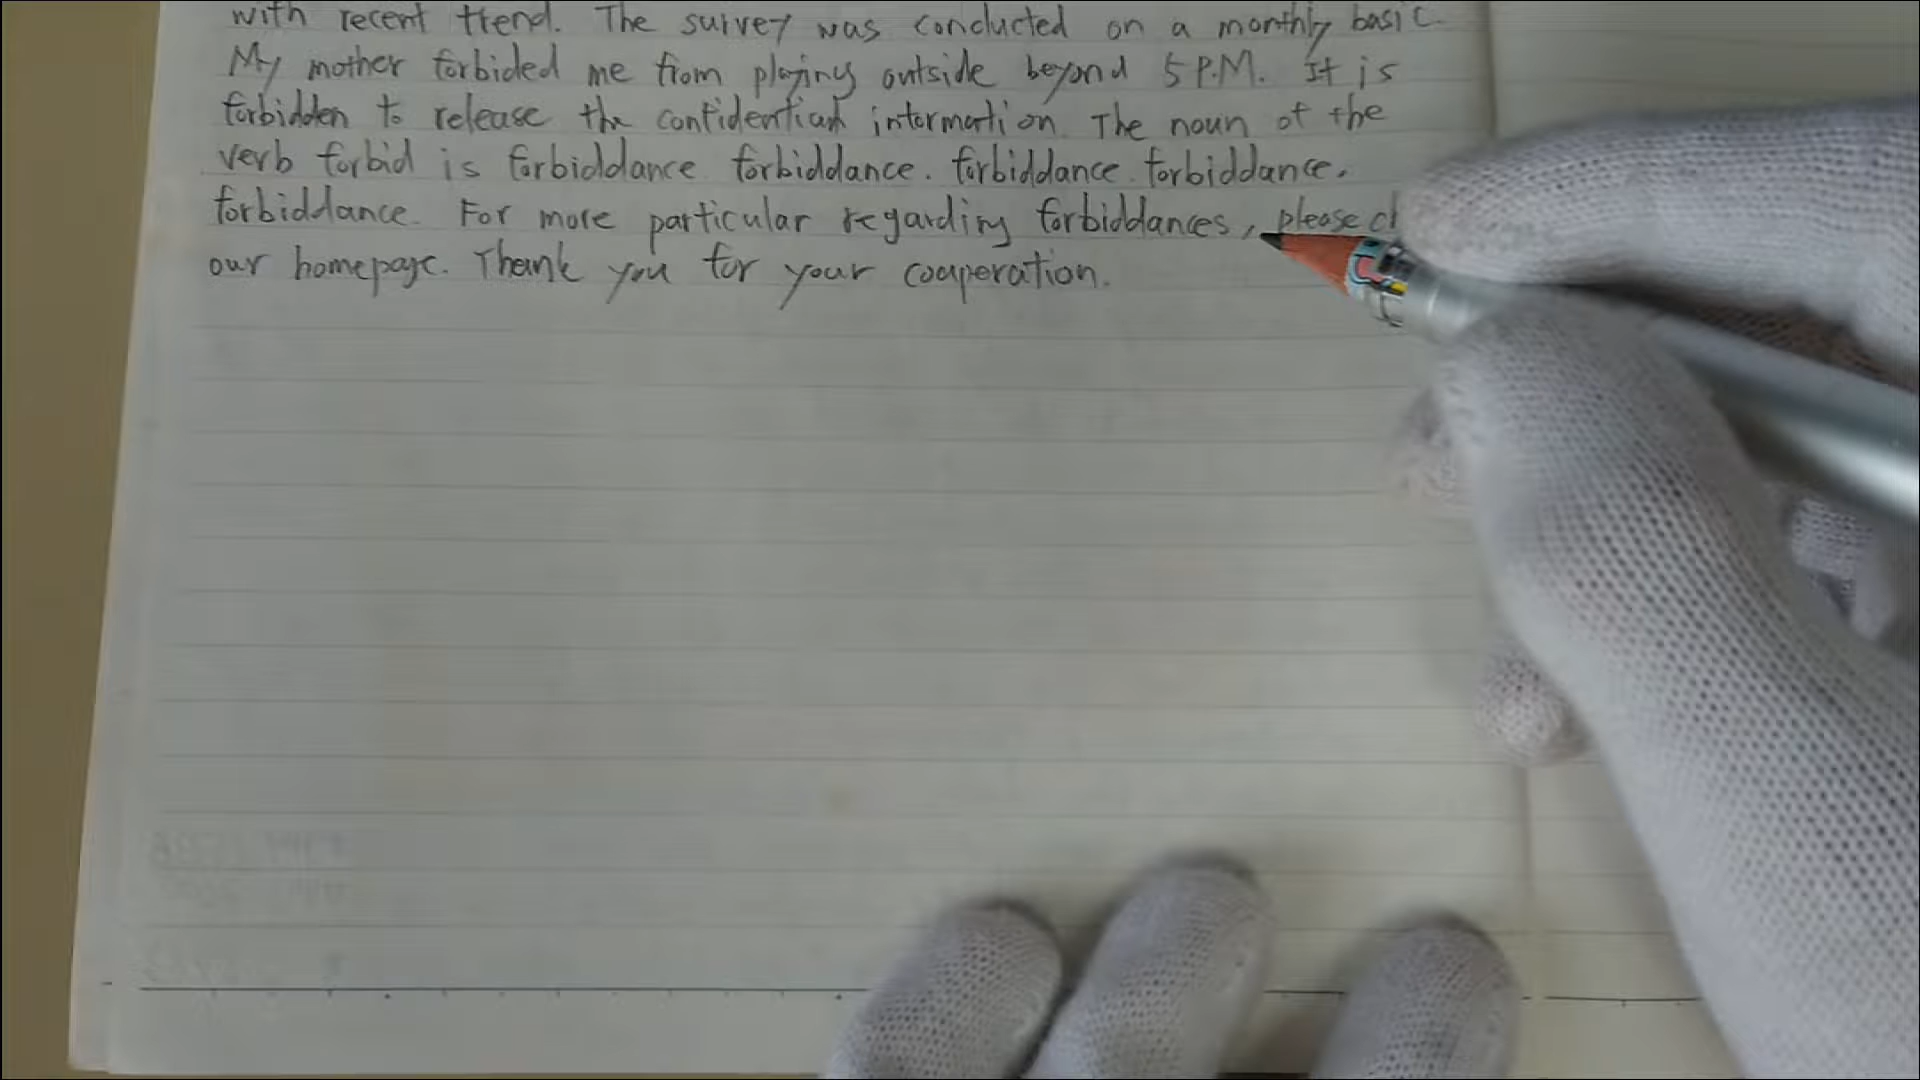 with recent trend. The survey was conducted on a monthly basic.
My mother forbided me from playing outside beyond 5 P.M. It is
forbidden to release the information. The noun of the
verb forbid is forbiddance forbiddance. forbiddance. forbiddance.
forbiddance. For more particular regarding forbiddances, please
our homepage. Thank you for your couperation.